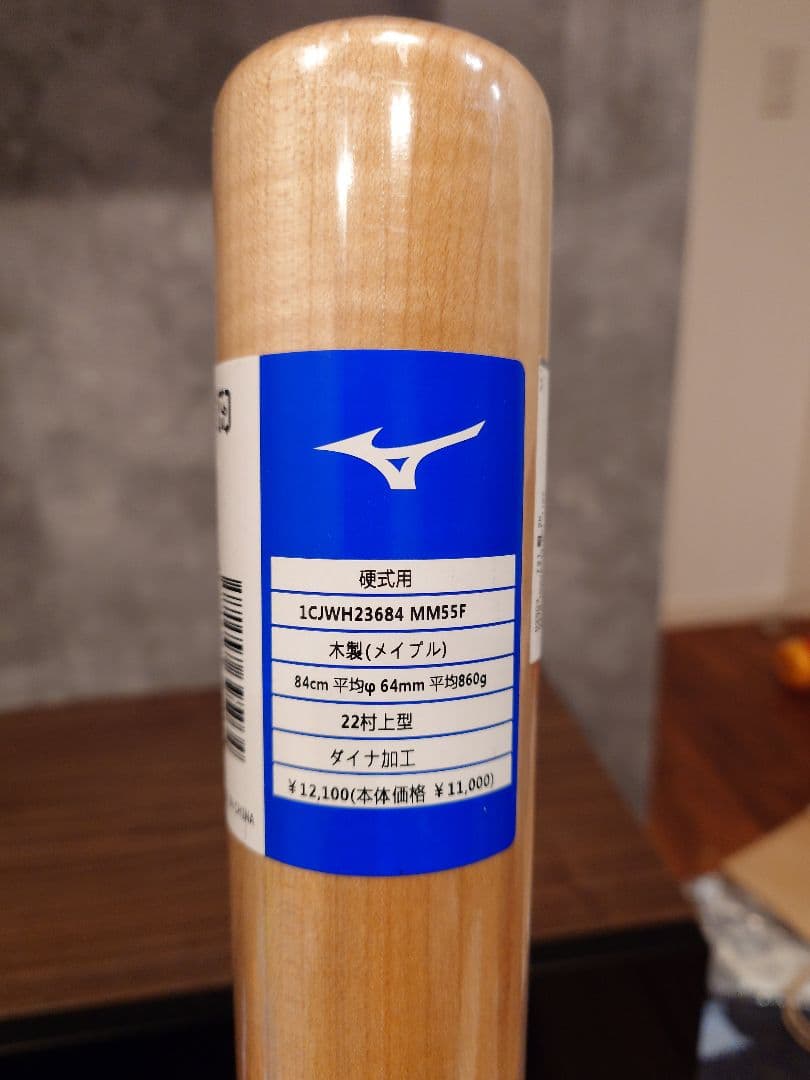 硬式用
1CJWH23684 MM55F
木製(メイプル)
84cm 平均φ 64mm 平均860g
22村上型
ダイナ加工
￥12,100(本体価格 ￥11,000)
CHINA